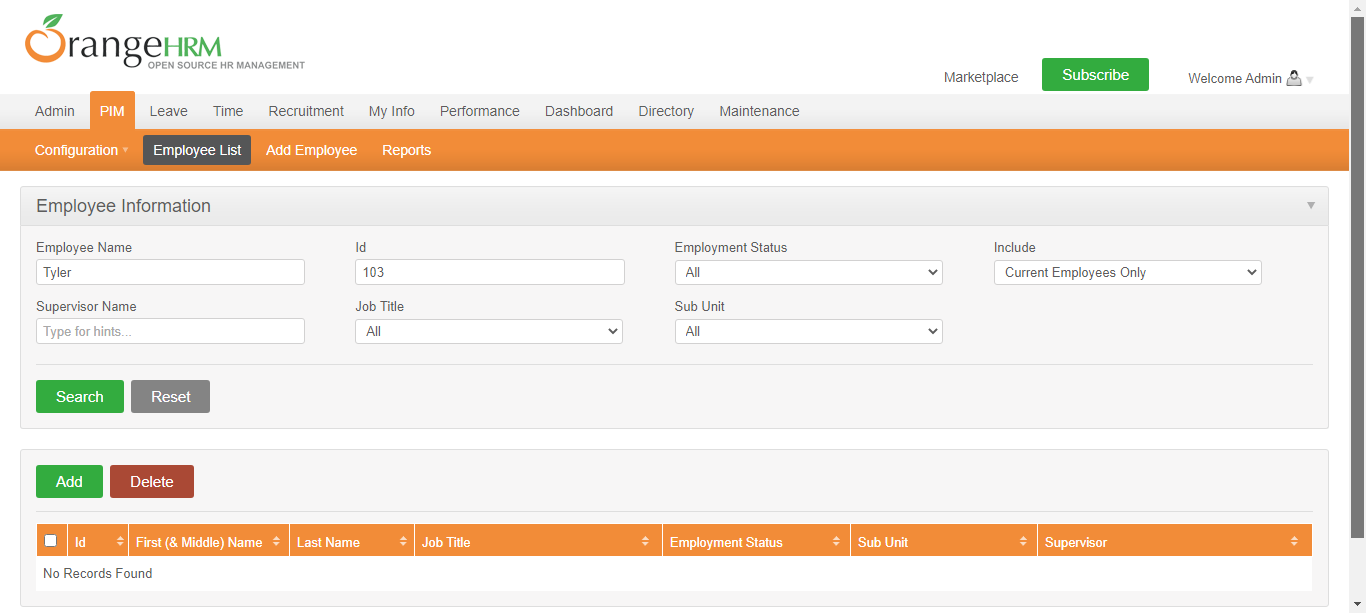 OrangeHRM
OPEN SOURCE HR MANAGEMENT
Marketplace Subscribe Welcome Admin
Admin PIM Leave Time Recruitment My Info Performance Dashboard Directory Maintenance
Configuration Employee List Add Employee Reports
Employee Information
Employee Name Id Employment Status Include
Tyler 103 All Current Employees Only
Supervisor Name Job Title Sub Unit
Type for hints... All All
Search Reset
Add Delete
Id First (& Middle) Name Last Name Job Title Employment Status Sub Unit Supervisor
No Records Found